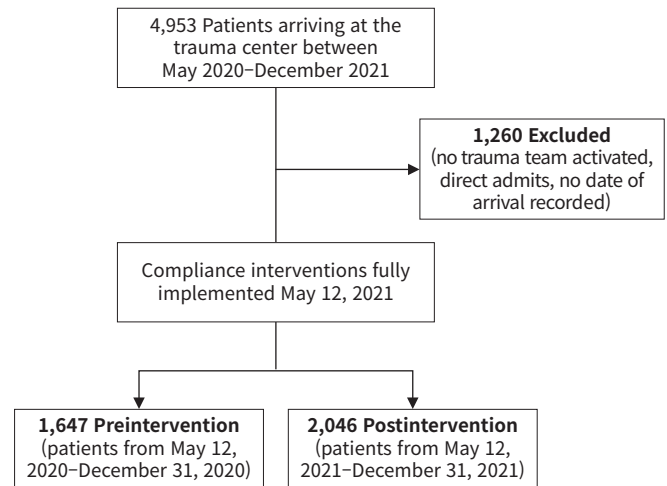 4,953 Patients arriving at the
trauma center between
May 2020–December 2021
1,260 Excluded
(no trauma team activated,
direct admits, no date of
arrival recorded)
Compliance interventions fully
implemented May 12, 2021
1,647 Preintervention
(patients from May 12,
2020–December 31, 2020)
2,046 Postintervention
(patients from May 12,
2021–December 31, 2021)